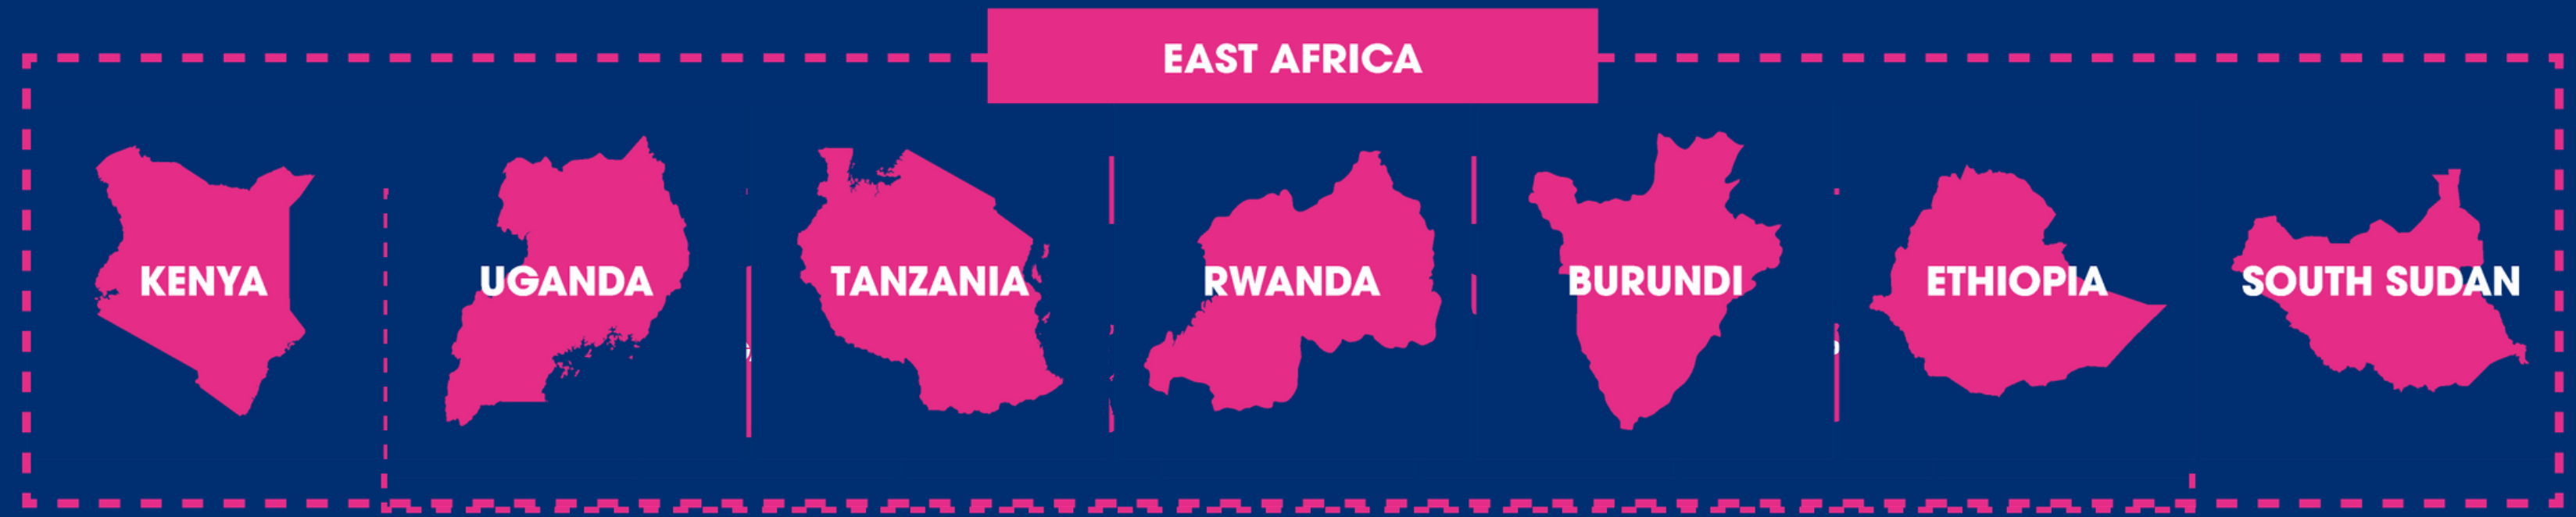 EAST AFRICA
KENYA
UGANDA
TANZANIA
RWANDA
BURUNDI
ETHIOPIA
SOUTH SUDAN